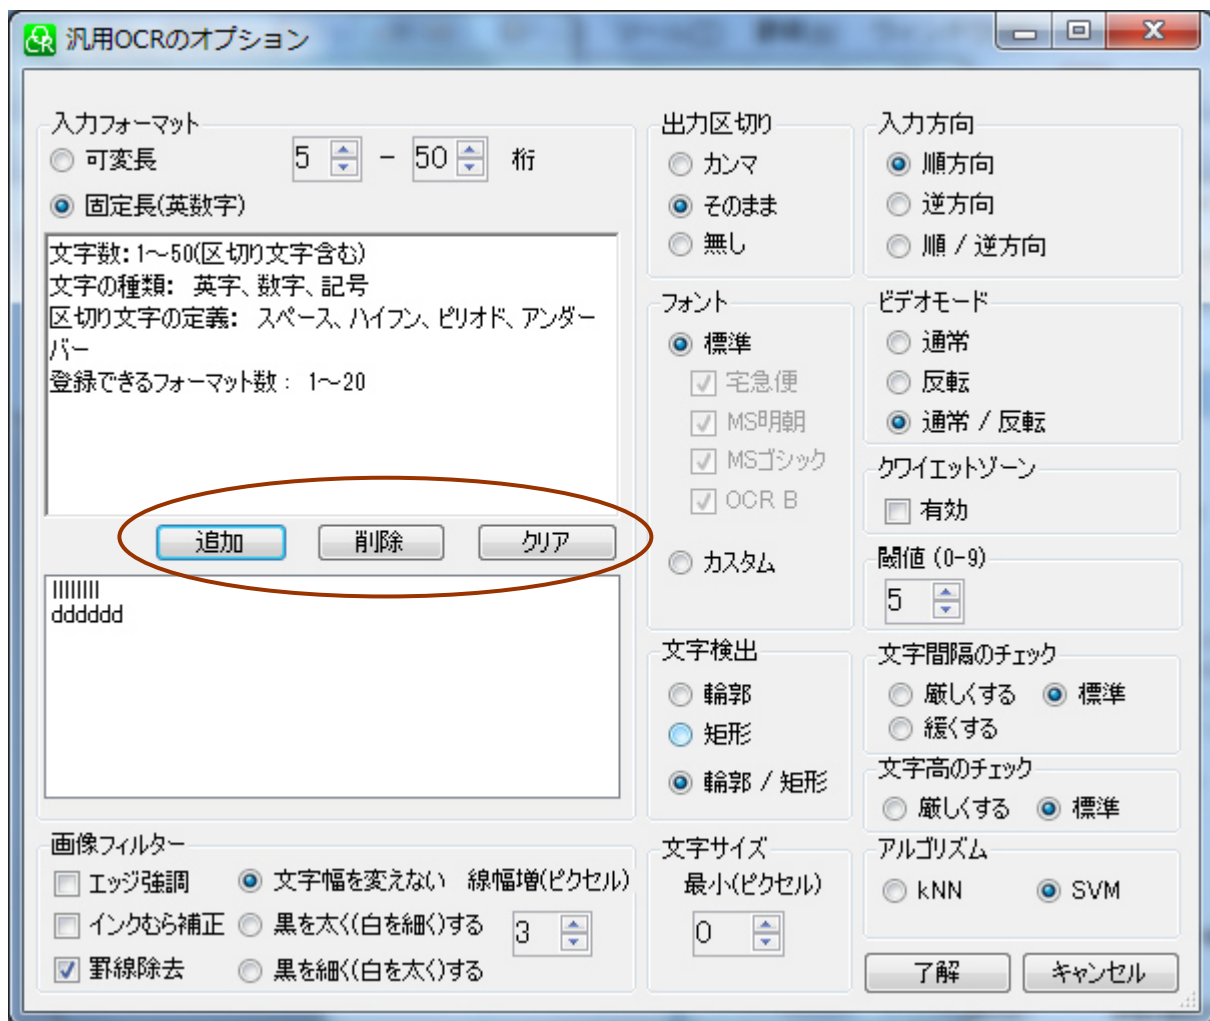 汎用OCRのオプション
入力フォーマット
可変長 5 - 50 桁
固定長(英数字)
文字数: 1～50(区切り文字含む)
文字の種類: 英字、数字、記号
区切り文字の定義: スペース、ハイフン、ピリオド、アンダー
バー
登録できるフォーマット数 : 1～20
追加 削除 クリア
llllllll
dddddd
画像フィルター
エッジ強調
インクむら補正
罫線除去
文字幅を変えない 線幅増(ピクセル)
黒を太く(白を細く)する 3
黒を細く(白を太く)する
出力区切り
カンマ
そのまま
無し
フォント
標準
宅急便
MS明朝
MSゴシック
OCR B
カスタム
文字検出
輪郭
矩形
輪郭 / 矩形
文字サイズ
最小(ピクセル)
0
入力方向
順方向
逆方向
順 / 逆方向
ビデオモード
通常
反転
通常 / 反転
クワイエットゾーン
有効
閾値 (0-9)
5
文字間隔のチェック
厳しくする 標準
緩くする
文字高のチェック
厳しくする 標準
アルゴリズム
kNN SVM
了解 キャンセル